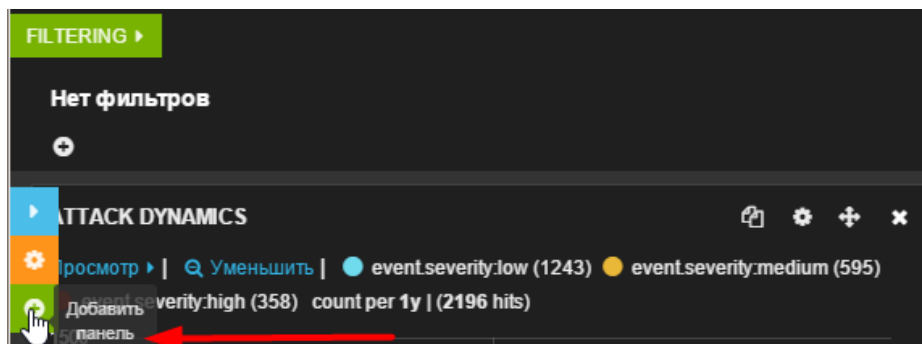 FILTERING
Нет фильтров
ATTACK DYNAMICS
Просмотр | Уменьшить | event.severity:low (1243) event.severity:medium (595)
event.severity:high (358) count per 1y | (2196 hits)
Добавить
панель